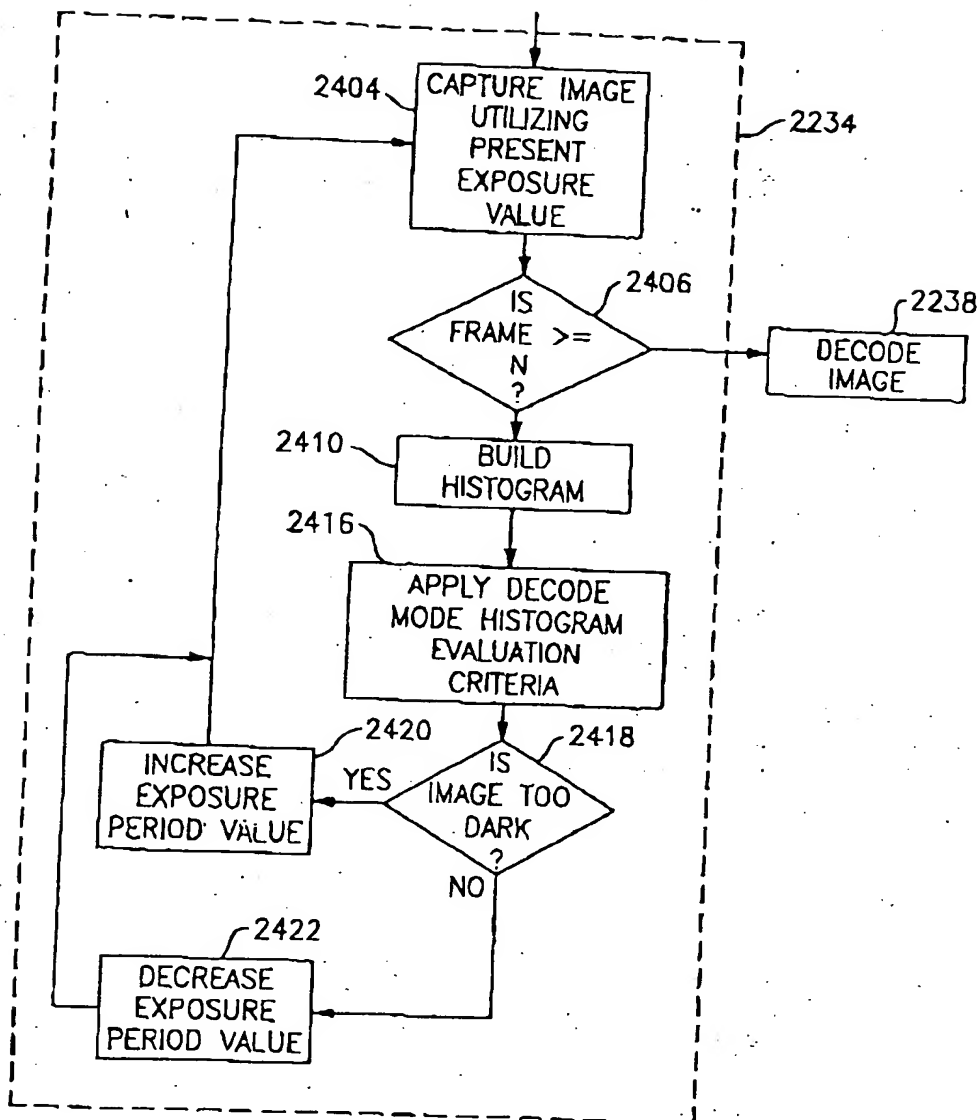 2404
CAPTURE IMAGE
UTILIZING
PRESENT
EXPOSURE
VALUE
2234
IS
FRAME >=
N
?
2406
2238
DECODE
IMAGE
2410
BUILD
HISTOGRAM
2416
APPLY DECODE
MODE HISTOGRAM
EVALUATION
CRITERIA
2420
INCREASE
EXPOSURE
PERIOD VALUE
YES
2418
IS
IMAGE TOO
DARK
?
NO
2422
DECREASE
EXPOSURE
PERIOD VALUE